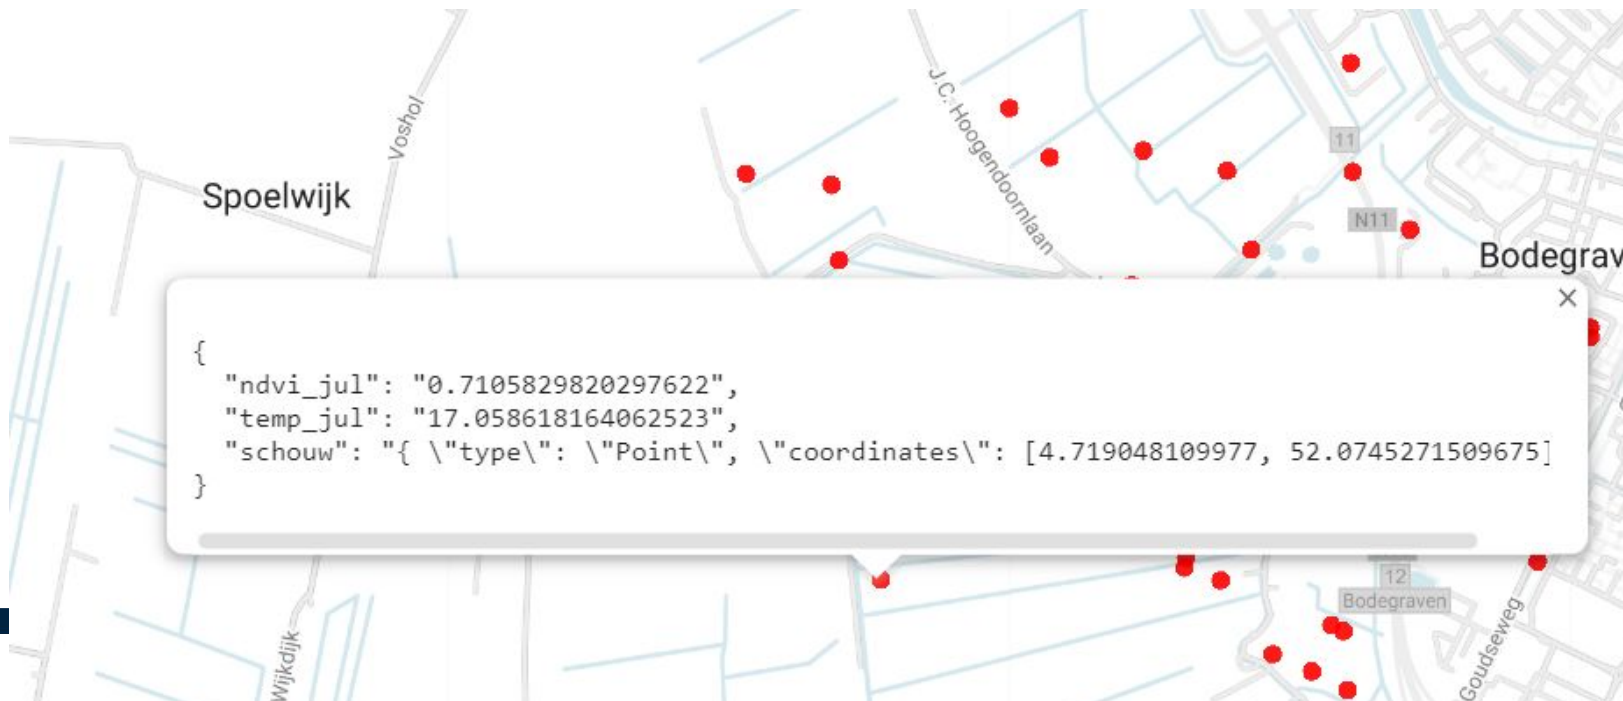 Voshol
J.C. Hoogendoornlaan
11
Spoelwijk
N11
Bodegrav
×
{
"ndvi_jul": "0.7105829820297622",
"temp_jul": "17.058618164062523",
"schouw": "{ \"type\": \"Point\", \"coordinates\": [4.719048109977, 52.0745271509675]
}
12
Bodegraven
Wijkdijk
Goudseweg